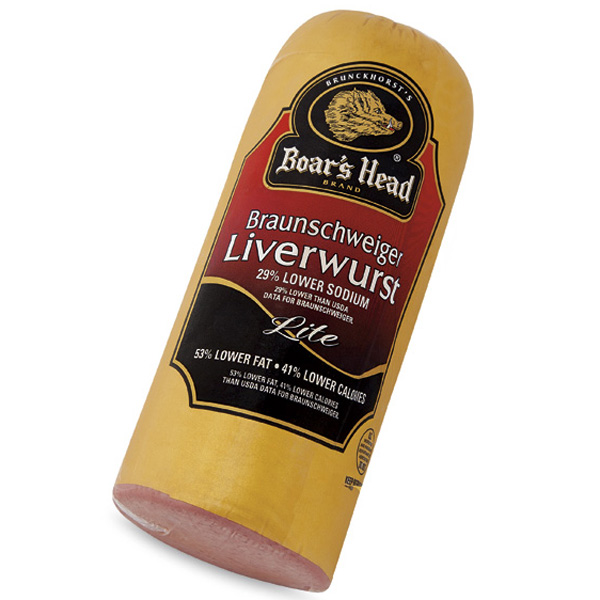 BRUNCKHORST'S
Boar's Head
®
BRAND
Braunschweiger
Liverwurst
29% LOWER SODIUM
29% LOWER THAN USDA
DATA FOR BRAUNSCHWEIGER.
Lite
53% LOWER FAT • 41% LOWER CALORIES
53% LOWER FAT, 41% LOWER CALORIES
THAN USDA DATA FOR BRAUNSCHWEIGER.